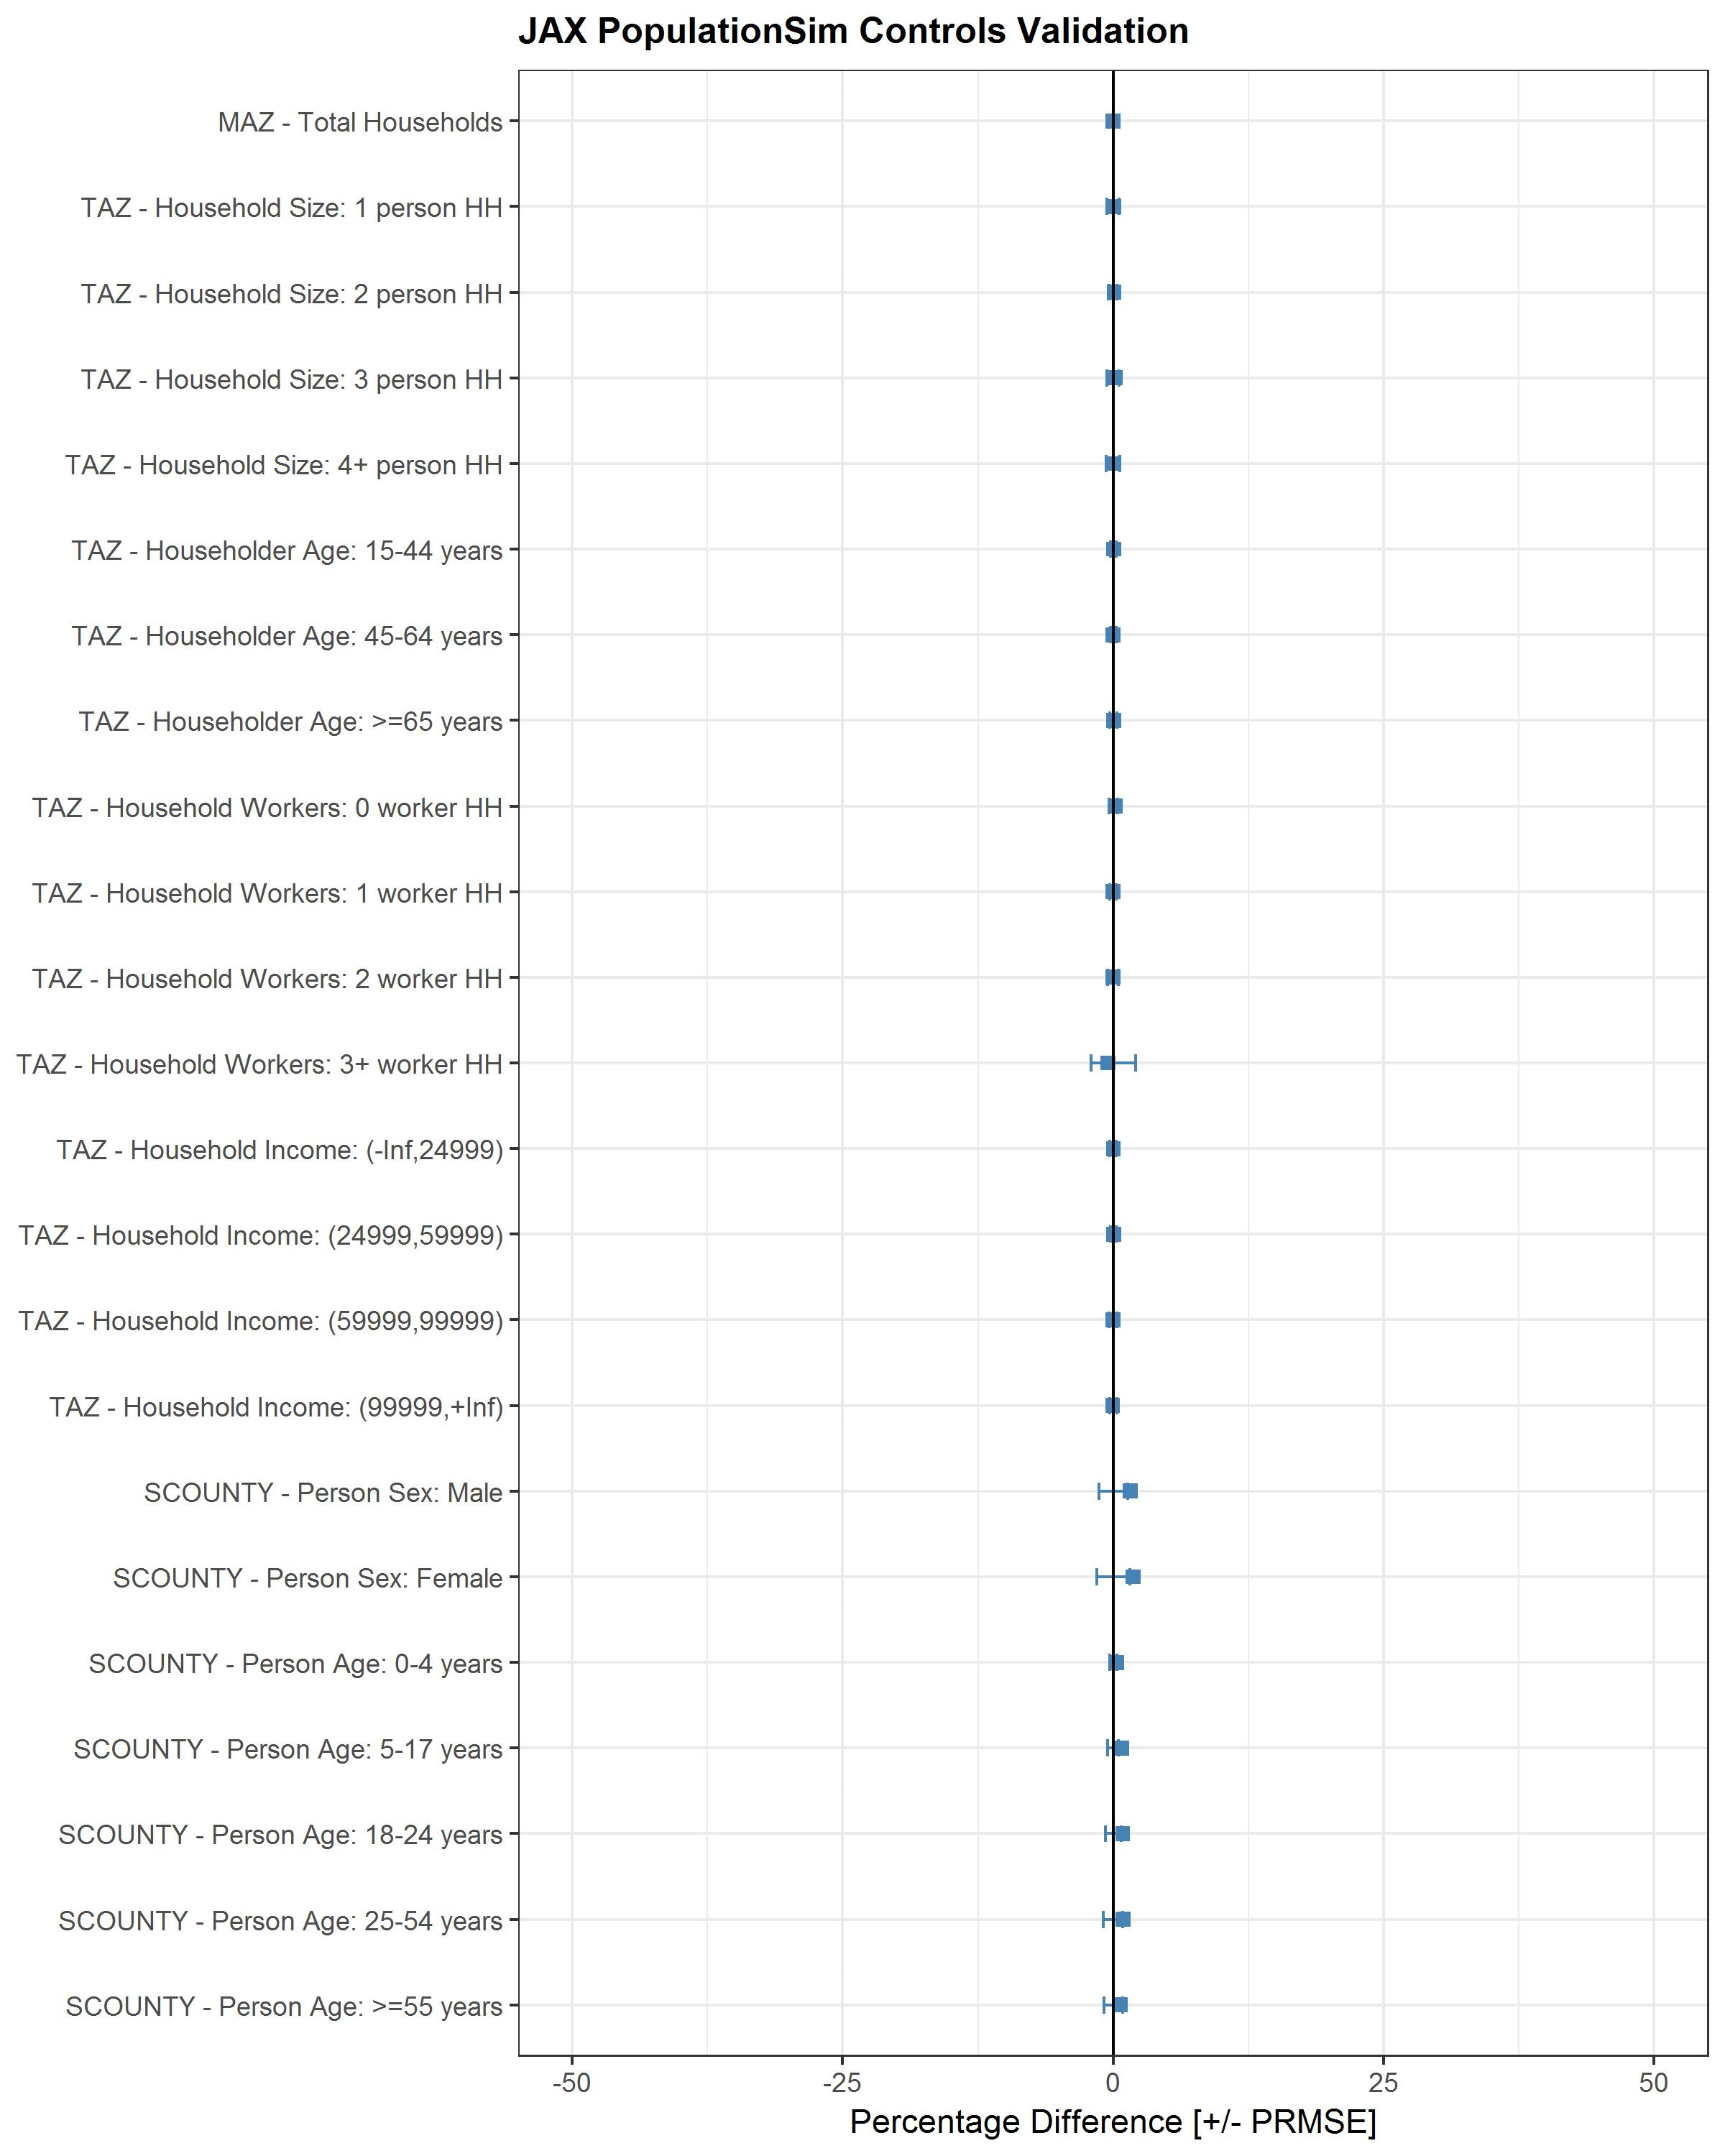 JAX PopulationSim Controls Validation
MAZ - Total Households
TAZ - Household Size: 1 person HH
TAZ - Household Size: 2 person HH
TAZ - Household Size: 3 person HH
TAZ - Household Size: 4+ person HH
TAZ - Householder Age: 15-44 years
TAZ - Householder Age: 45-64 years
TAZ - Householder Age: >=65 years
TAZ - Household Workers: 0 worker HH
TAZ - Household Workers: 1 worker HH
TAZ - Household Workers: 2 worker HH
TAZ - Household Workers: 3+ worker HH
TAZ - Household Income: (-Inf,24999)
TAZ - Household Income: (24999,59999)
TAZ - Household Income: (59999,99999)
TAZ - Household Income: (99999,+Inf)
SCOUNTY - Person Sex: Male
SCOUNTY - Person Sex: Female
SCOUNTY - Person Age: 0-4 years
SCOUNTY - Person Age: 5-17 years
SCOUNTY - Person Age: 18-24 years
SCOUNTY - Person Age: 25-54 years
SCOUNTY - Person Age: >=55 years
-50 -25 0 25 50
Percentage Difference [+/- PRMSE]